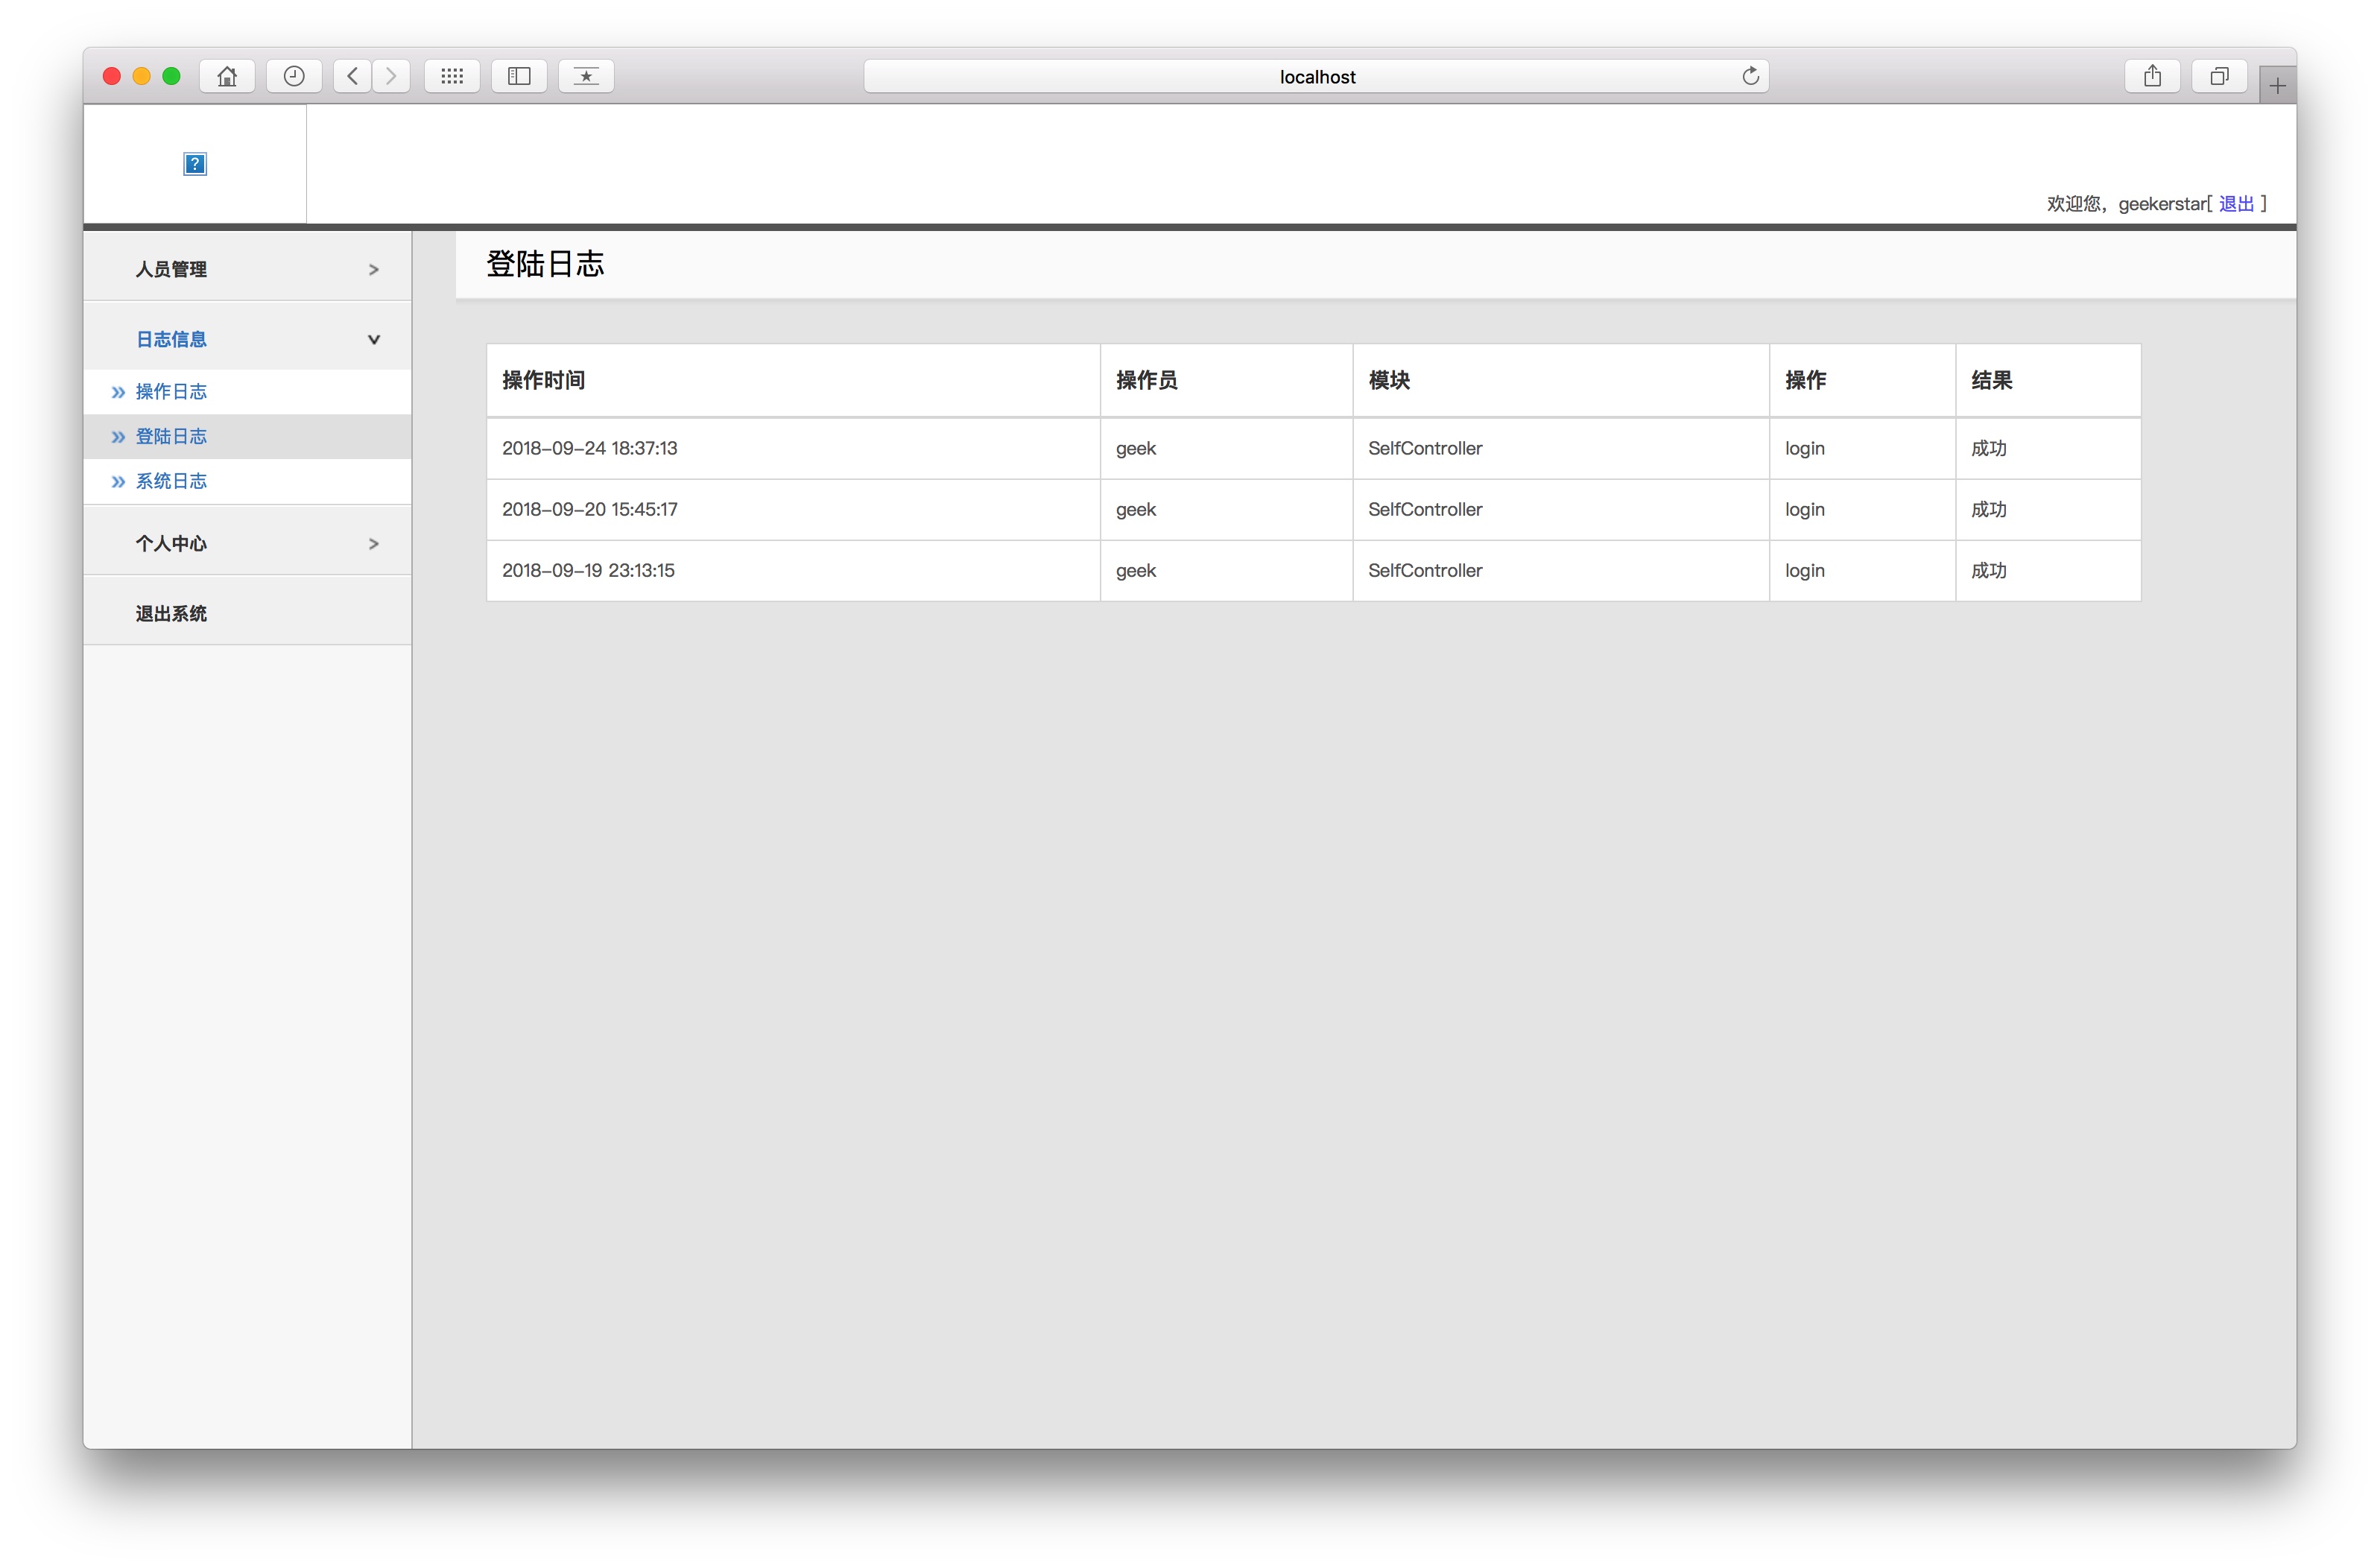 localhost
欢迎您，geekerstar[ 退出 ]
人员管理
日志信息
操作日志
登陆日志
系统日志
个人中心
退出系统
登陆日志
操作时间 操作员 模块 操作 结果
2018-09-24 18:37:13 geek SelfController login 成功
2018-09-20 15:45:17 geek SelfController login 成功
2018-09-19 23:13:15 geek SelfController login 成功